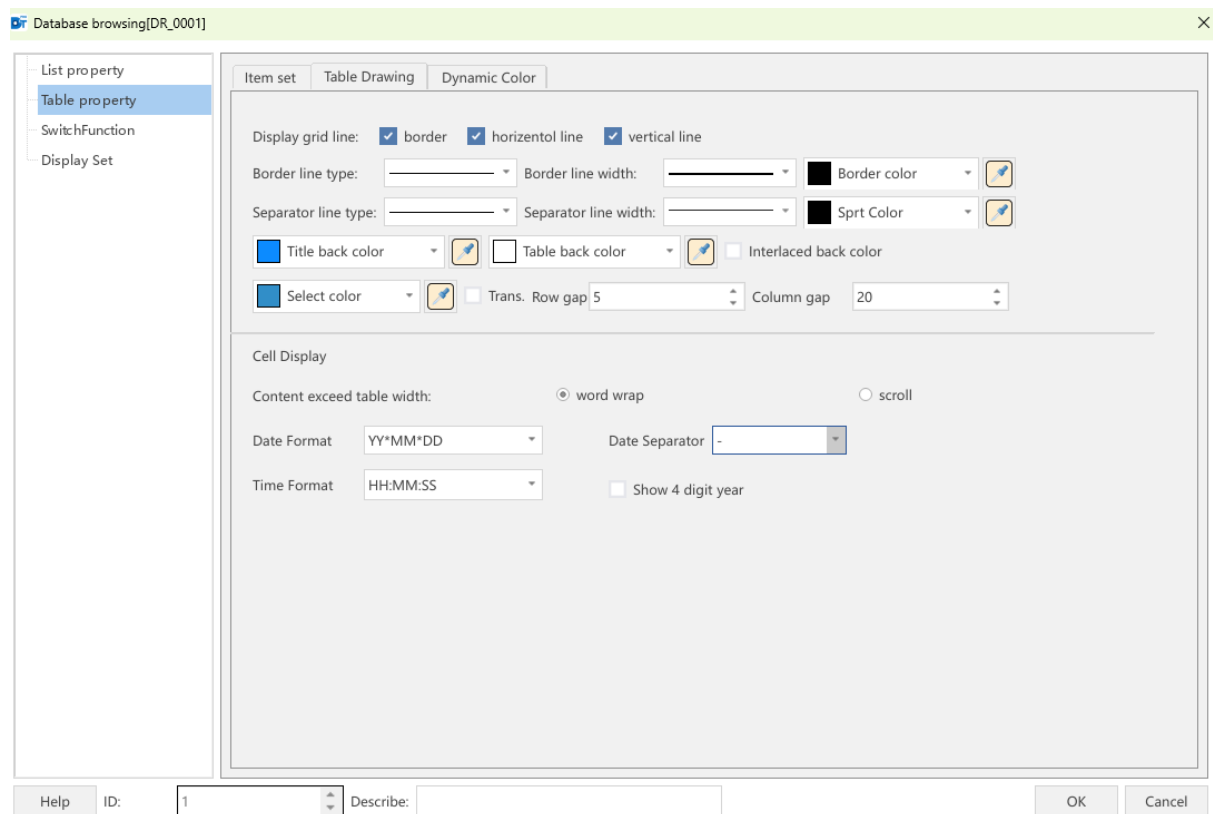 DT Database browsing[DR_0001]
List property
Table property
SwitchFunction
Display Set
Item set Table Drawing Dynamic Color
Display grid line: border horizentol line vertical line
Border line type: Border line width: Border color
Separator line type: Separator line width: Sprt Color
Title back color Table back color Interlaced back color
Select color Trans. Row gap 5 Column gap 20
Cell Display
Content exceed table width: word wrap scroll
Date Format YY*MM*DD Date Separator -
Time Format HH:MM:SS Show 4 digit year
Help ID: 1 Describe: OK Cancel